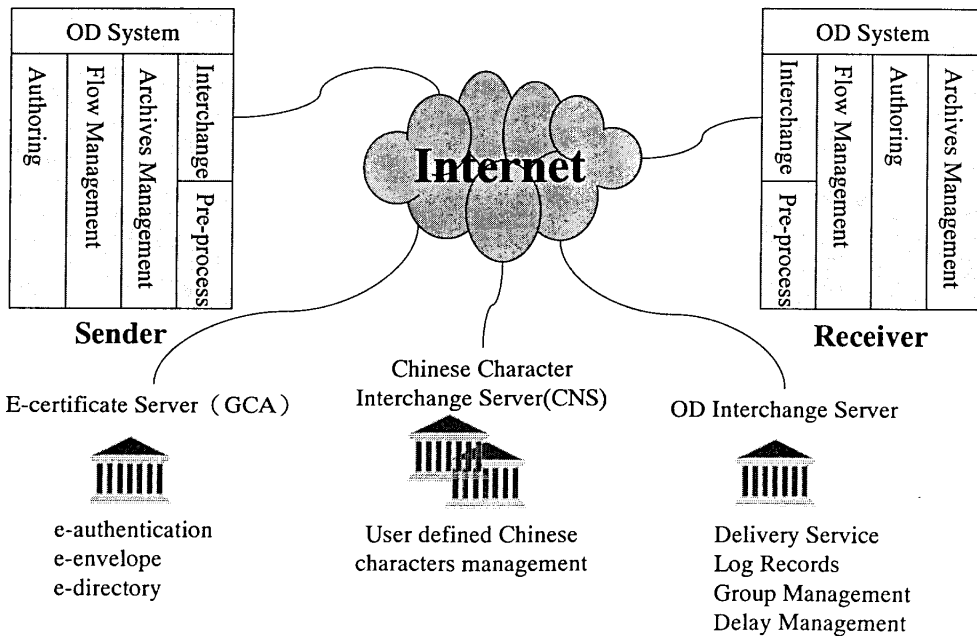 OD System
Authoring
Flow Management
Archives Management
Interchange
Pre-process
Sender
Internet
OD System
Interchange
Pre-process
Flow Management
Authoring
Archives Management
Receiver
E-certificate Server（GCA）
e-authentication
e-envelope
e-directory
Chinese Character
Interchange Server(CNS)
User defined Chinese
characters management
OD Interchange Server
Delivery Service
Log Records
Group Management
Delay Management